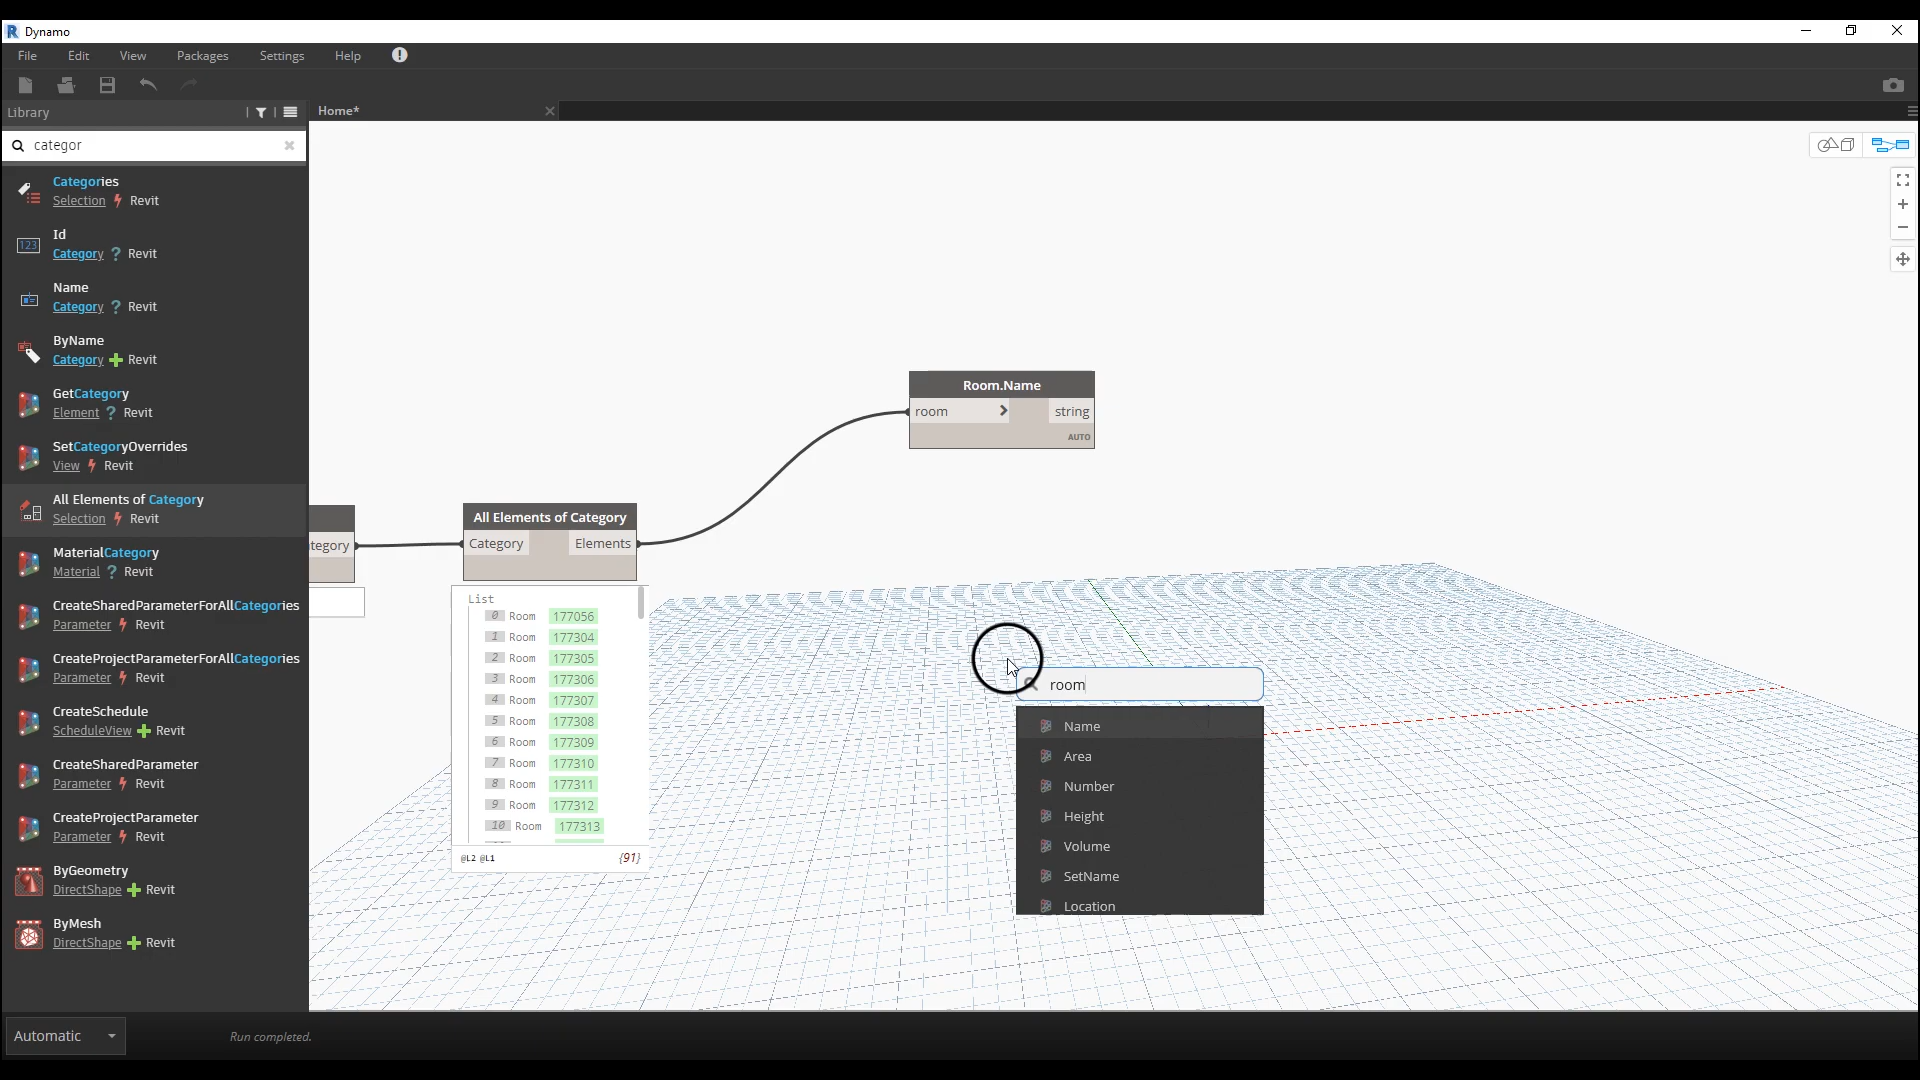 Dynamo
File Edit View Packages Settings Help
Library
Home*
categor
Categories
Selection Revit
Id
Category ? Revit
Name
Category ? Revit
ByName
Category Revit
GetCategory
Element ? Revit
SetCategoryOverrides
View Revit
All Elements of Category
Selection Revit
MaterialCategory
Material ? Revit
CreateSharedParameterForAllCategories
Parameter Revit
CreateProjectParameterForAllCategories
Parameter Revit
CreateSchedule
ScheduleView Revit
CreateSharedParameter
Parameter Revit
CreateProjectParameter
Parameter Revit
ByGeometry
DirectShape Revit
ByMesh
DirectShape Revit
Room.Name
room > string
AUTO
tegory
All Elements of Category
Category Elements
List
0 Room 177056
1 Room 177304
2 Room 177305
3 Room 177306
4 Room 177307
5 Room 177308
6 Room 177309
7 Room 177310
8 Room 177311
9 Room 177312
10 Room 177313
@L2 @L1 {91}
room
Name
Area
Number
Height
Volume
SetName
Location
Automatic
Run completed.